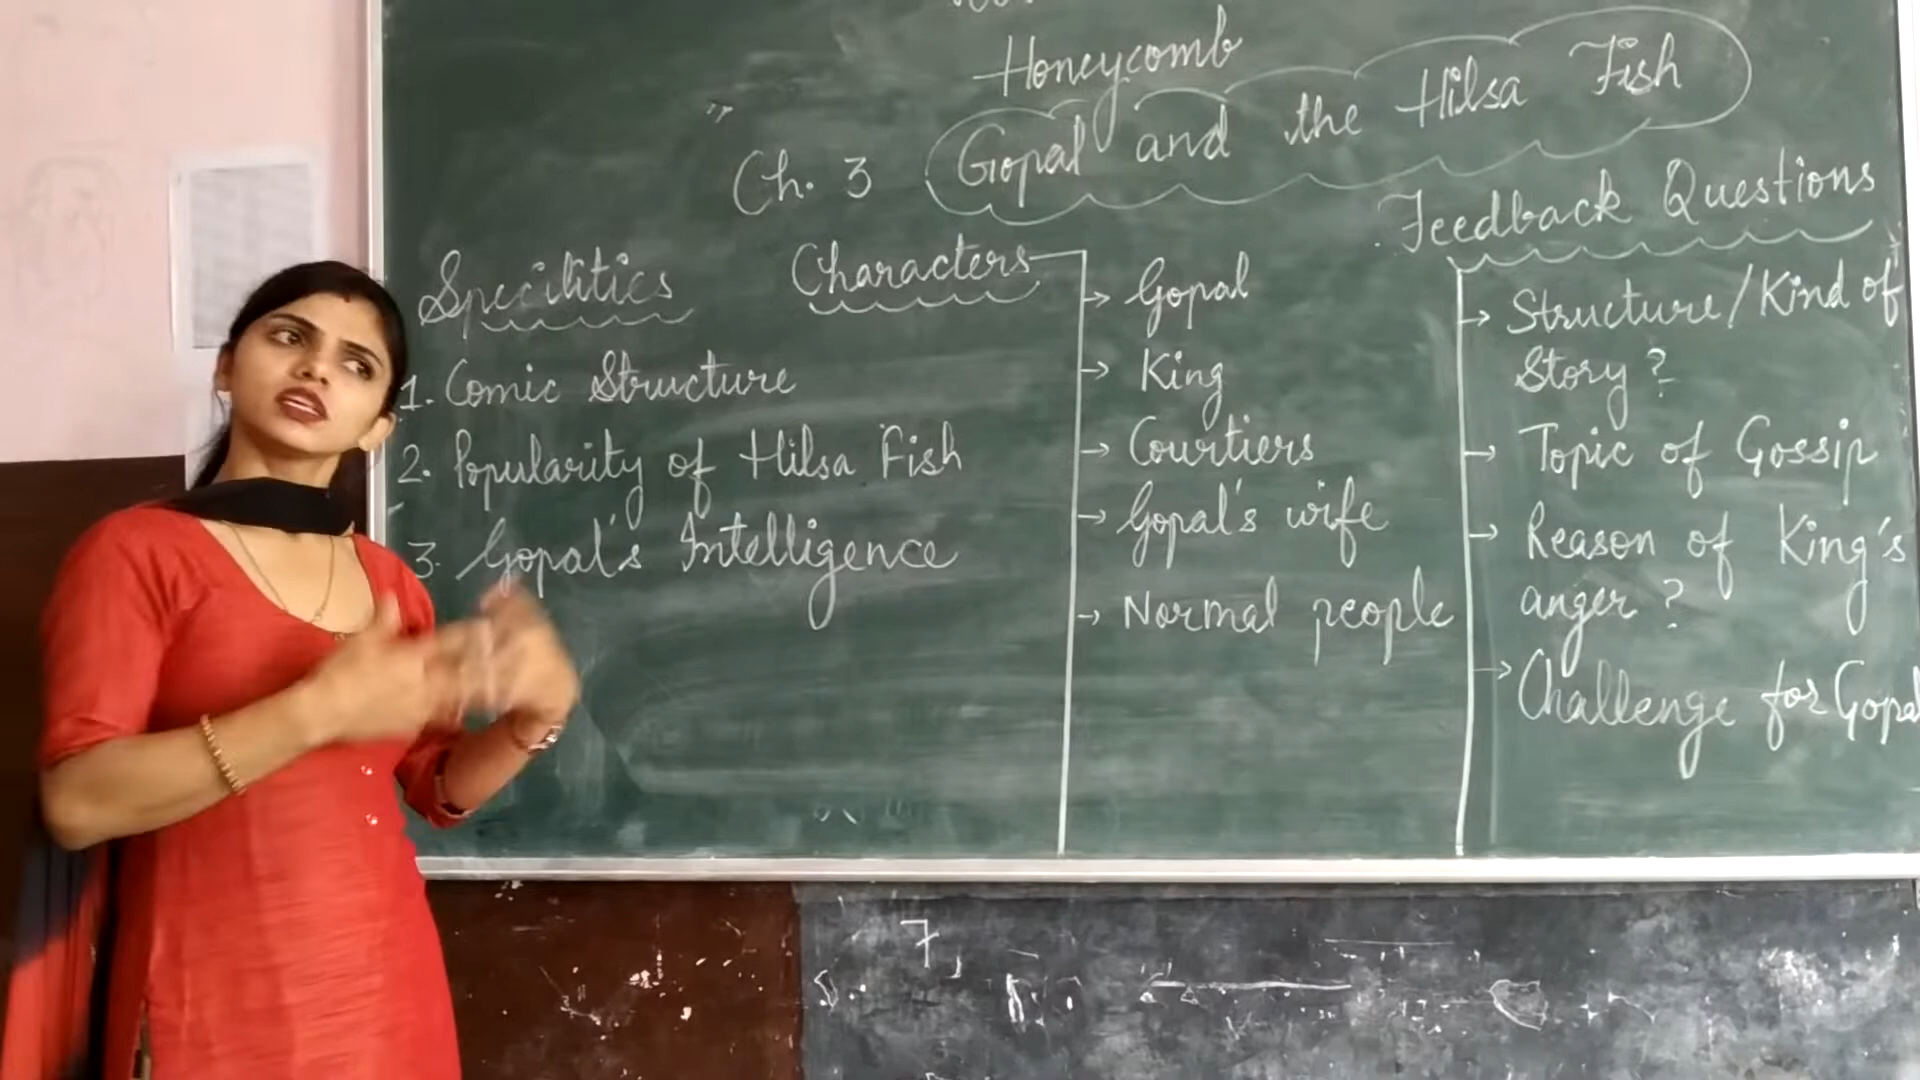 Honeycomb
Ch. 3 Gopal and the Hilsa Fish
Specilitics
1. Comic Structure
2. Popularity of Hilsa Fish
3. Gopal's Intelligence
Characters
→ Gopal
→ King
→ Courtiers
→ Gopal's wife
→ Normal people
Feedback Questions
→ Structure/Kind of
Story?
→ Topic of Gossip
→ Reason of King's
anger?
→ Challenge for Gopal
7